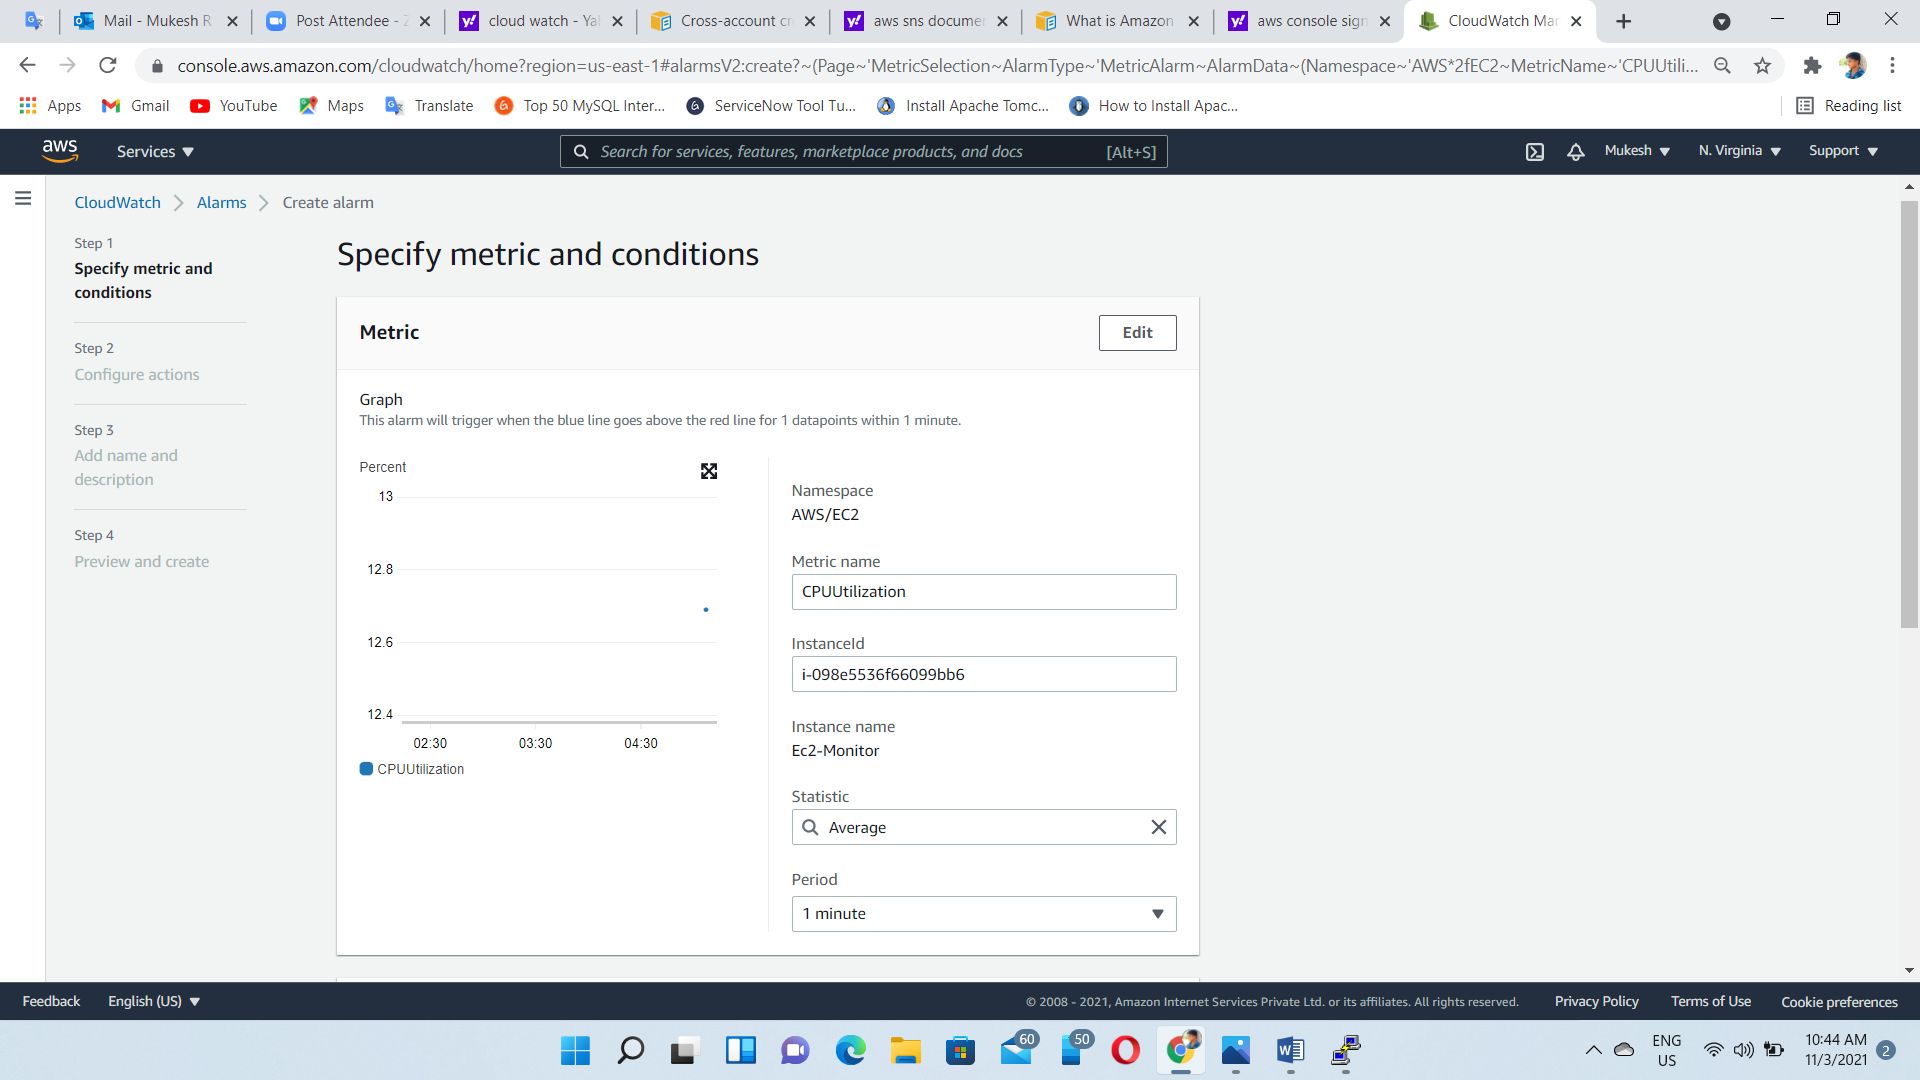 Mail - Mukesh R
Post Attendee - Z
cloud watch - Ya
Cross-account cr
aws sns documen
What is Amazon
aws console sign
CloudWatch Man
console.aws.amazon.com/cloudwatch/home?region=us-east-1#alarmsV2:create?~(Page~'MetricSelection~AlarmType~'MetricAlarm~AlarmData~(Namespace~'AWS*2fEC2~MetricName~'CPUUtili...
Apps
Gmail
YouTube
Maps
Translate
Top 50 MySQL Inter...
ServiceNow Tool Tu...
Install Apache Tomc...
How to Install Apac...
Reading list
aws
Services
Search for services, features, marketplace products, and docs
[Alt+S]
Mukesh
N. Virginia
Support
CloudWatch
Alarms
Create alarm
Step 1
Specify metric and
conditions
Step 2
Configure actions
Step 3
Add name and
description
Step 4
Preview and create
Specify metric and conditions
Metric
Edit
Graph
This alarm will trigger when the blue line goes above the red line for 1 datapoints within 1 minute.
Percent
13
12.8
12.6
12.4
02:30
03:30
04:30
CPUUtilization
Namespace
AWS/EC2
Metric name
CPUUtilization
InstanceId
i-098e5536f66099bb6
Instance name
Ec2-Monitor
Statistic
Average
Period
1 minute
Feedback
English (US)
© 2008 - 2021, Amazon Internet Services Private Ltd. or its affiliates. All rights reserved.
Privacy Policy
Terms of Use
Cookie preferences
60
50
ENG
US
10:44 AM
11/3/2021
2